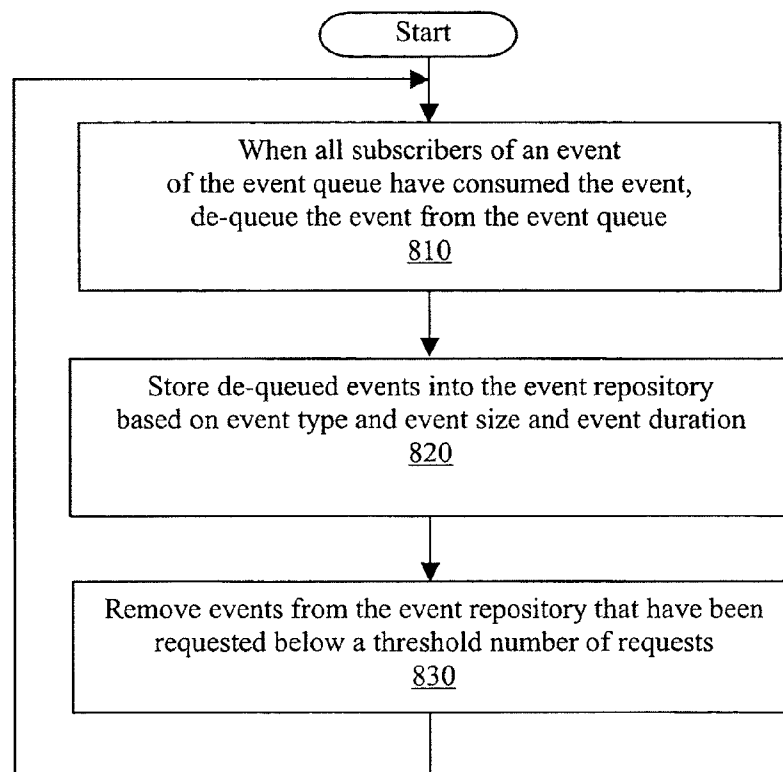 Start
When all subscribers of an event
of the event queue have consumed the event,
de-queue the event from the event queue
810
Store de-queued events into the event repository
based on event type and event size and event duration
820
Remove events from the event repository that have been
requested below a threshold number of requests
830